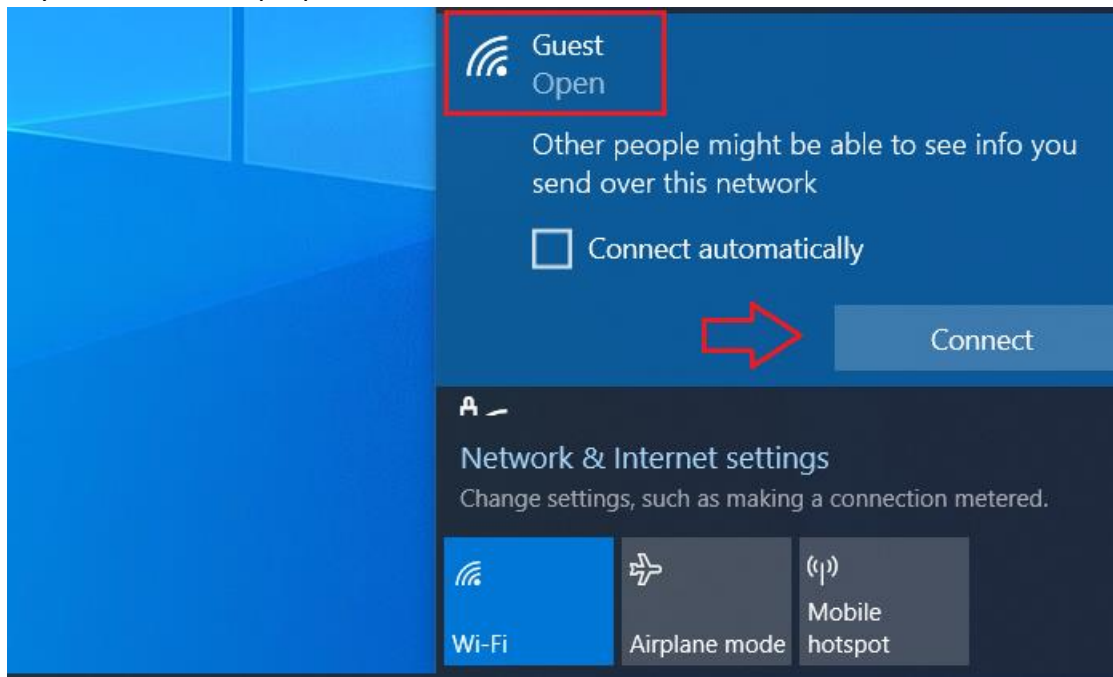 Guest
Open
Other people might be able to see info you
send over this network
Connect automatically
Connect
Network & Internet settings
Change settings, such as making a connection metered.
Wi-Fi
Airplane mode
Mobile
hotspot